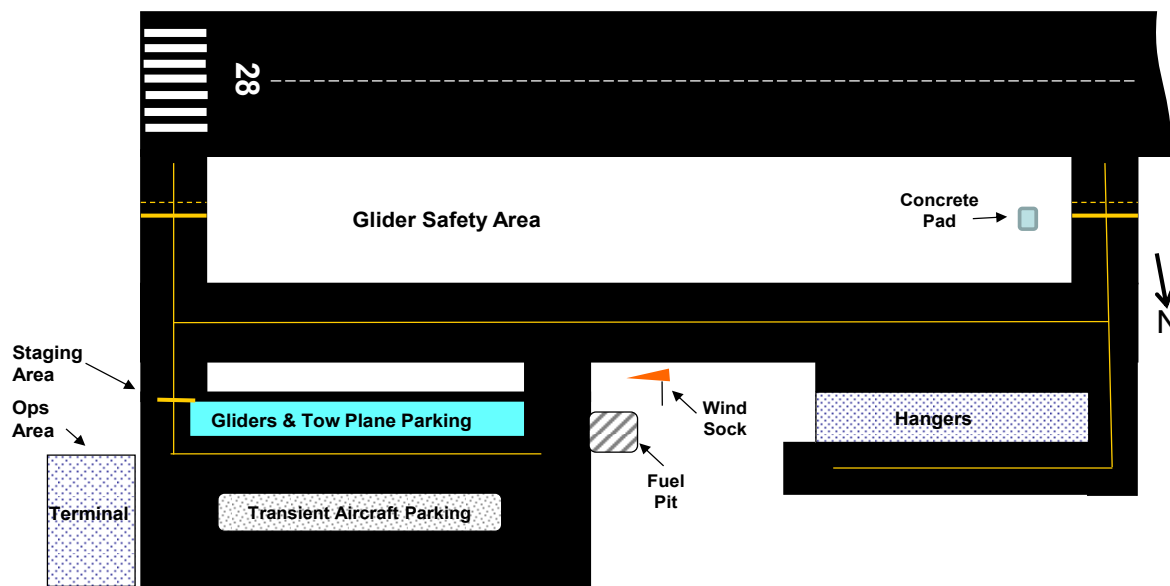 28
Glider Safety Area
Concrete
Pad
N
Staging
Area
Ops
Area
Gliders & Tow Plane Parking
Wind
Sock
Hangers
Fuel
Pit
Terminal
Transient Aircraft Parking